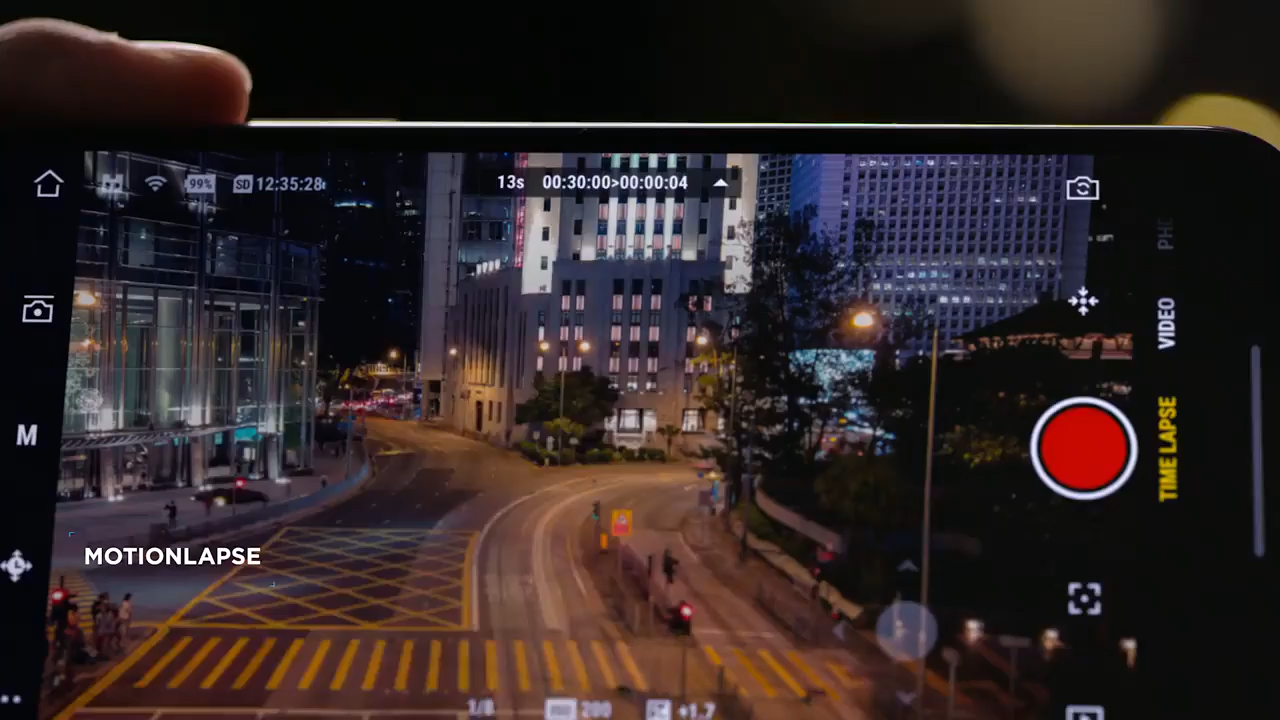 99% SD 12:35:28
13s 00:30:00>00:00:04
PHO
VIDEO
TIME LAPSE
M
MOTIONLAPSE
1/8 200 +1.7